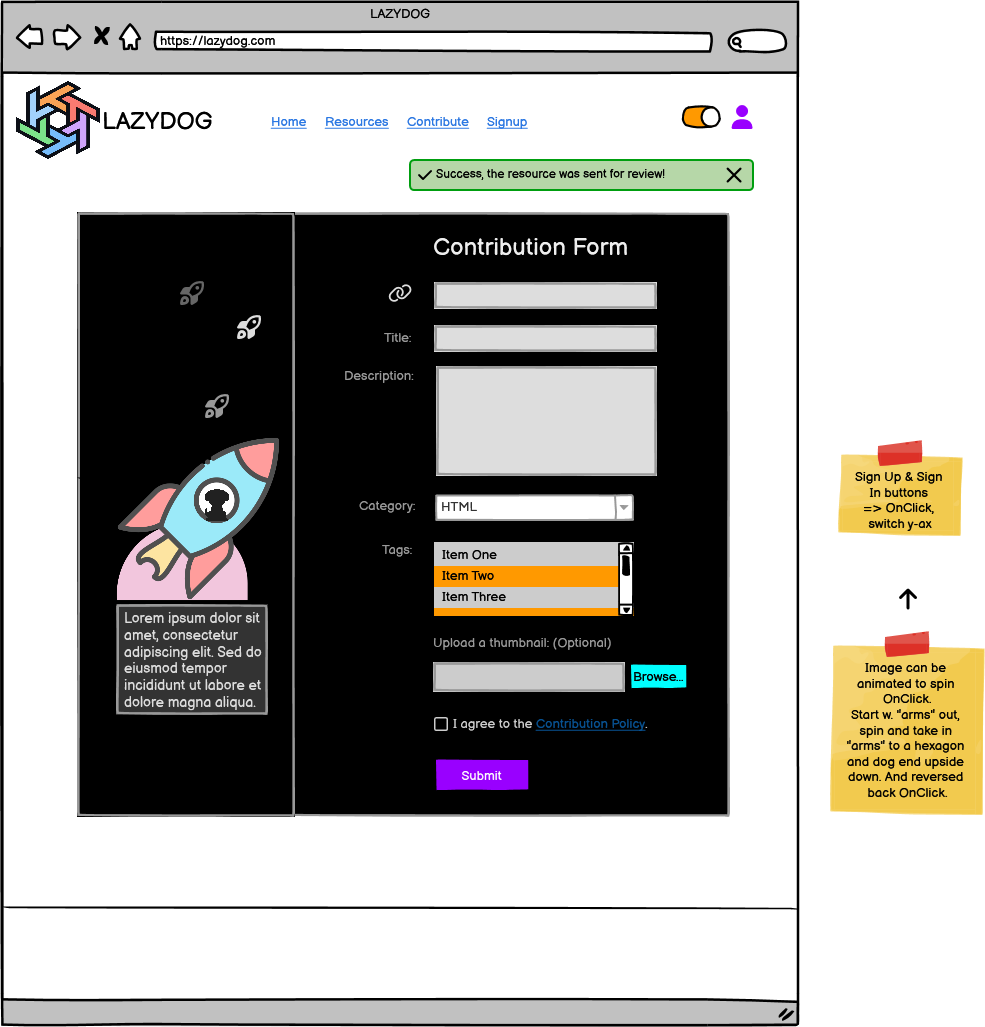 LAZYDOG
https://lazydog.com
LAZYDOG
Home Resources Contribute Signup
Success, the resource was sent for review!
Contribution Form
Title:
Description:
Category:
HTML
Tags:
Item One
Item Two
Item Three
Upload a thumbnail: (Optional)
Browse...
I agree to the Contribution Policy.
Submit
Lorem ipsum dolor sit
amet, consectetur
adipiscing elit. Sed do
eiusmod tempor
incididunt ut labore et
dolore magna aliqua.
Sign Up & Sign
In buttons
=> OnClick,
switch y-ax
Image can be
animated to spin
OnClick.
Start w. "arms" out,
spin and take in
"arms" to a hexagon
and dog end upside
down. And reversed
back OnClick.